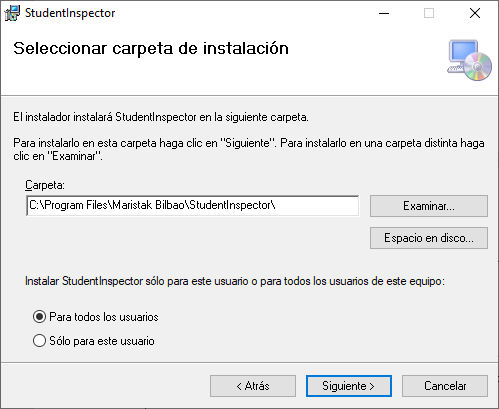 StudentInspector
Seleccionar carpeta de instalación
El instalador instalará StudentInspector en la siguiente carpeta.
Para instalarlo en esta carpeta haga clic en "Siguiente". Para instalarlo en una carpeta distinta haga
clic en "Examinar".
Carpeta:
C:\Program Files\Maristak Bilbao\StudentInspector\
Examinar...
Espacio en disco...
Instalar StudentInspector sólo para este usuario o para todos los usuarios de este equipo:
Para todos los usuarios
Sólo para este usuario
< Atrás
Siguiente >
Cancelar